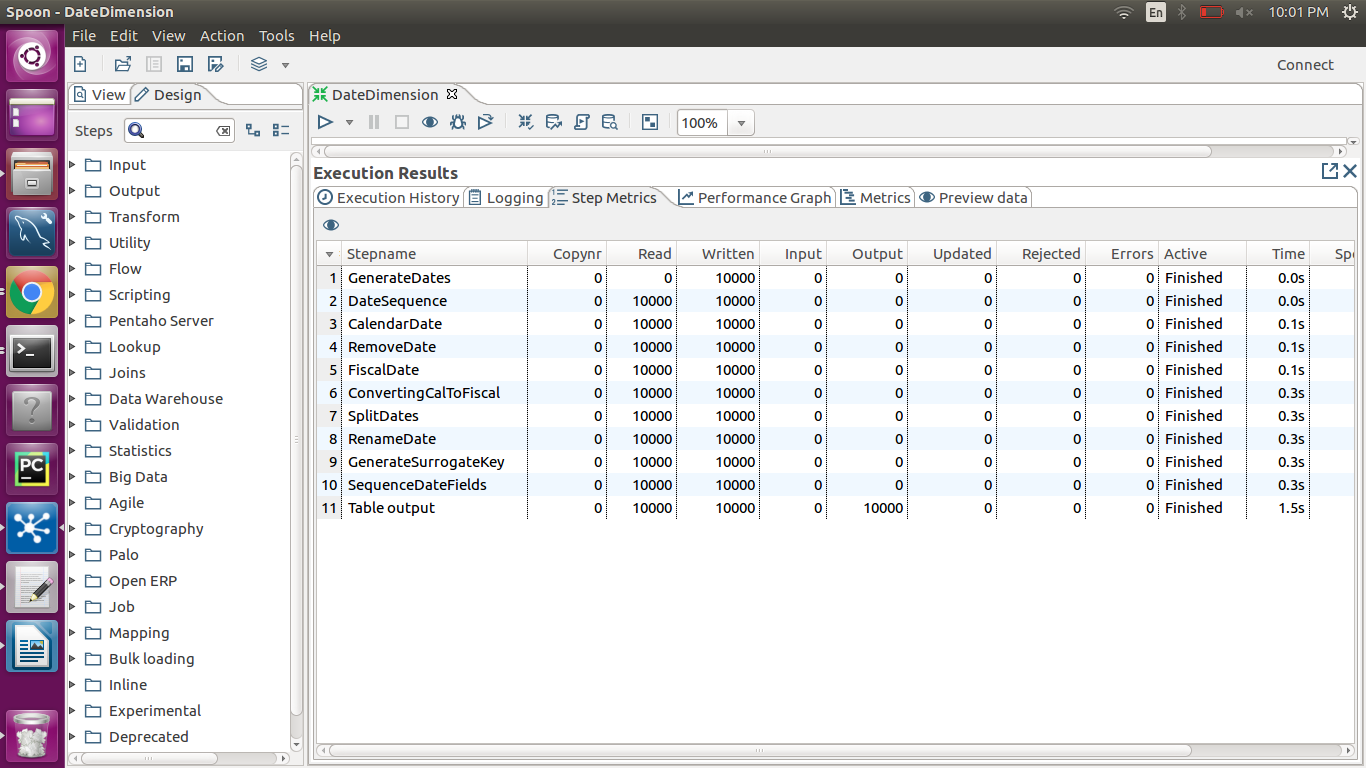 Spoon - DateDimension
En
10:01 PM
File Edit View Action Tools Help
Connect
View Design
DateDimension
Steps
100%
Input
Output
Transform
Utility
Flow
Scripting
Pentaho Server
Lookup
Joins
Data Warehouse
Validation
Statistics
Big Data
Agile
Cryptography
Palo
Open ERP
Job
Mapping
Bulk loading
Inline
Experimental
Deprecated
Execution Results
Execution History Logging Step Metrics Performance Graph Metrics Preview data
Stepname Copynr Read Written Input Output Updated Rejected Errors Active Time Spe
1 GenerateDates 0 0 10000 0 0 0 0 0 Finished 0.0s
2 DateSequence 0 10000 10000 0 0 0 0 0 Finished 0.0s
3 CalendarDate 0 10000 10000 0 0 0 0 0 Finished 0.1s
4 RemoveDate 0 10000 10000 0 0 0 0 0 Finished 0.1s
5 FiscalDate 0 10000 10000 0 0 0 0 0 Finished 0.1s
6 ConvertingCalToFiscal 0 10000 10000 0 0 0 0 0 Finished 0.3s
7 SplitDates 0 10000 10000 0 0 0 0 0 Finished 0.3s
8 RenameDate 0 10000 10000 0 0 0 0 0 Finished 0.3s
9 GenerateSurrogateKey 0 10000 10000 0 0 0 0 0 Finished 0.3s
10 SequenceDateFields 0 10000 10000 0 0 0 0 0 Finished 0.3s
11 Table output 0 10000 10000 0 10000 0 0 0 Finished 1.5s
PC